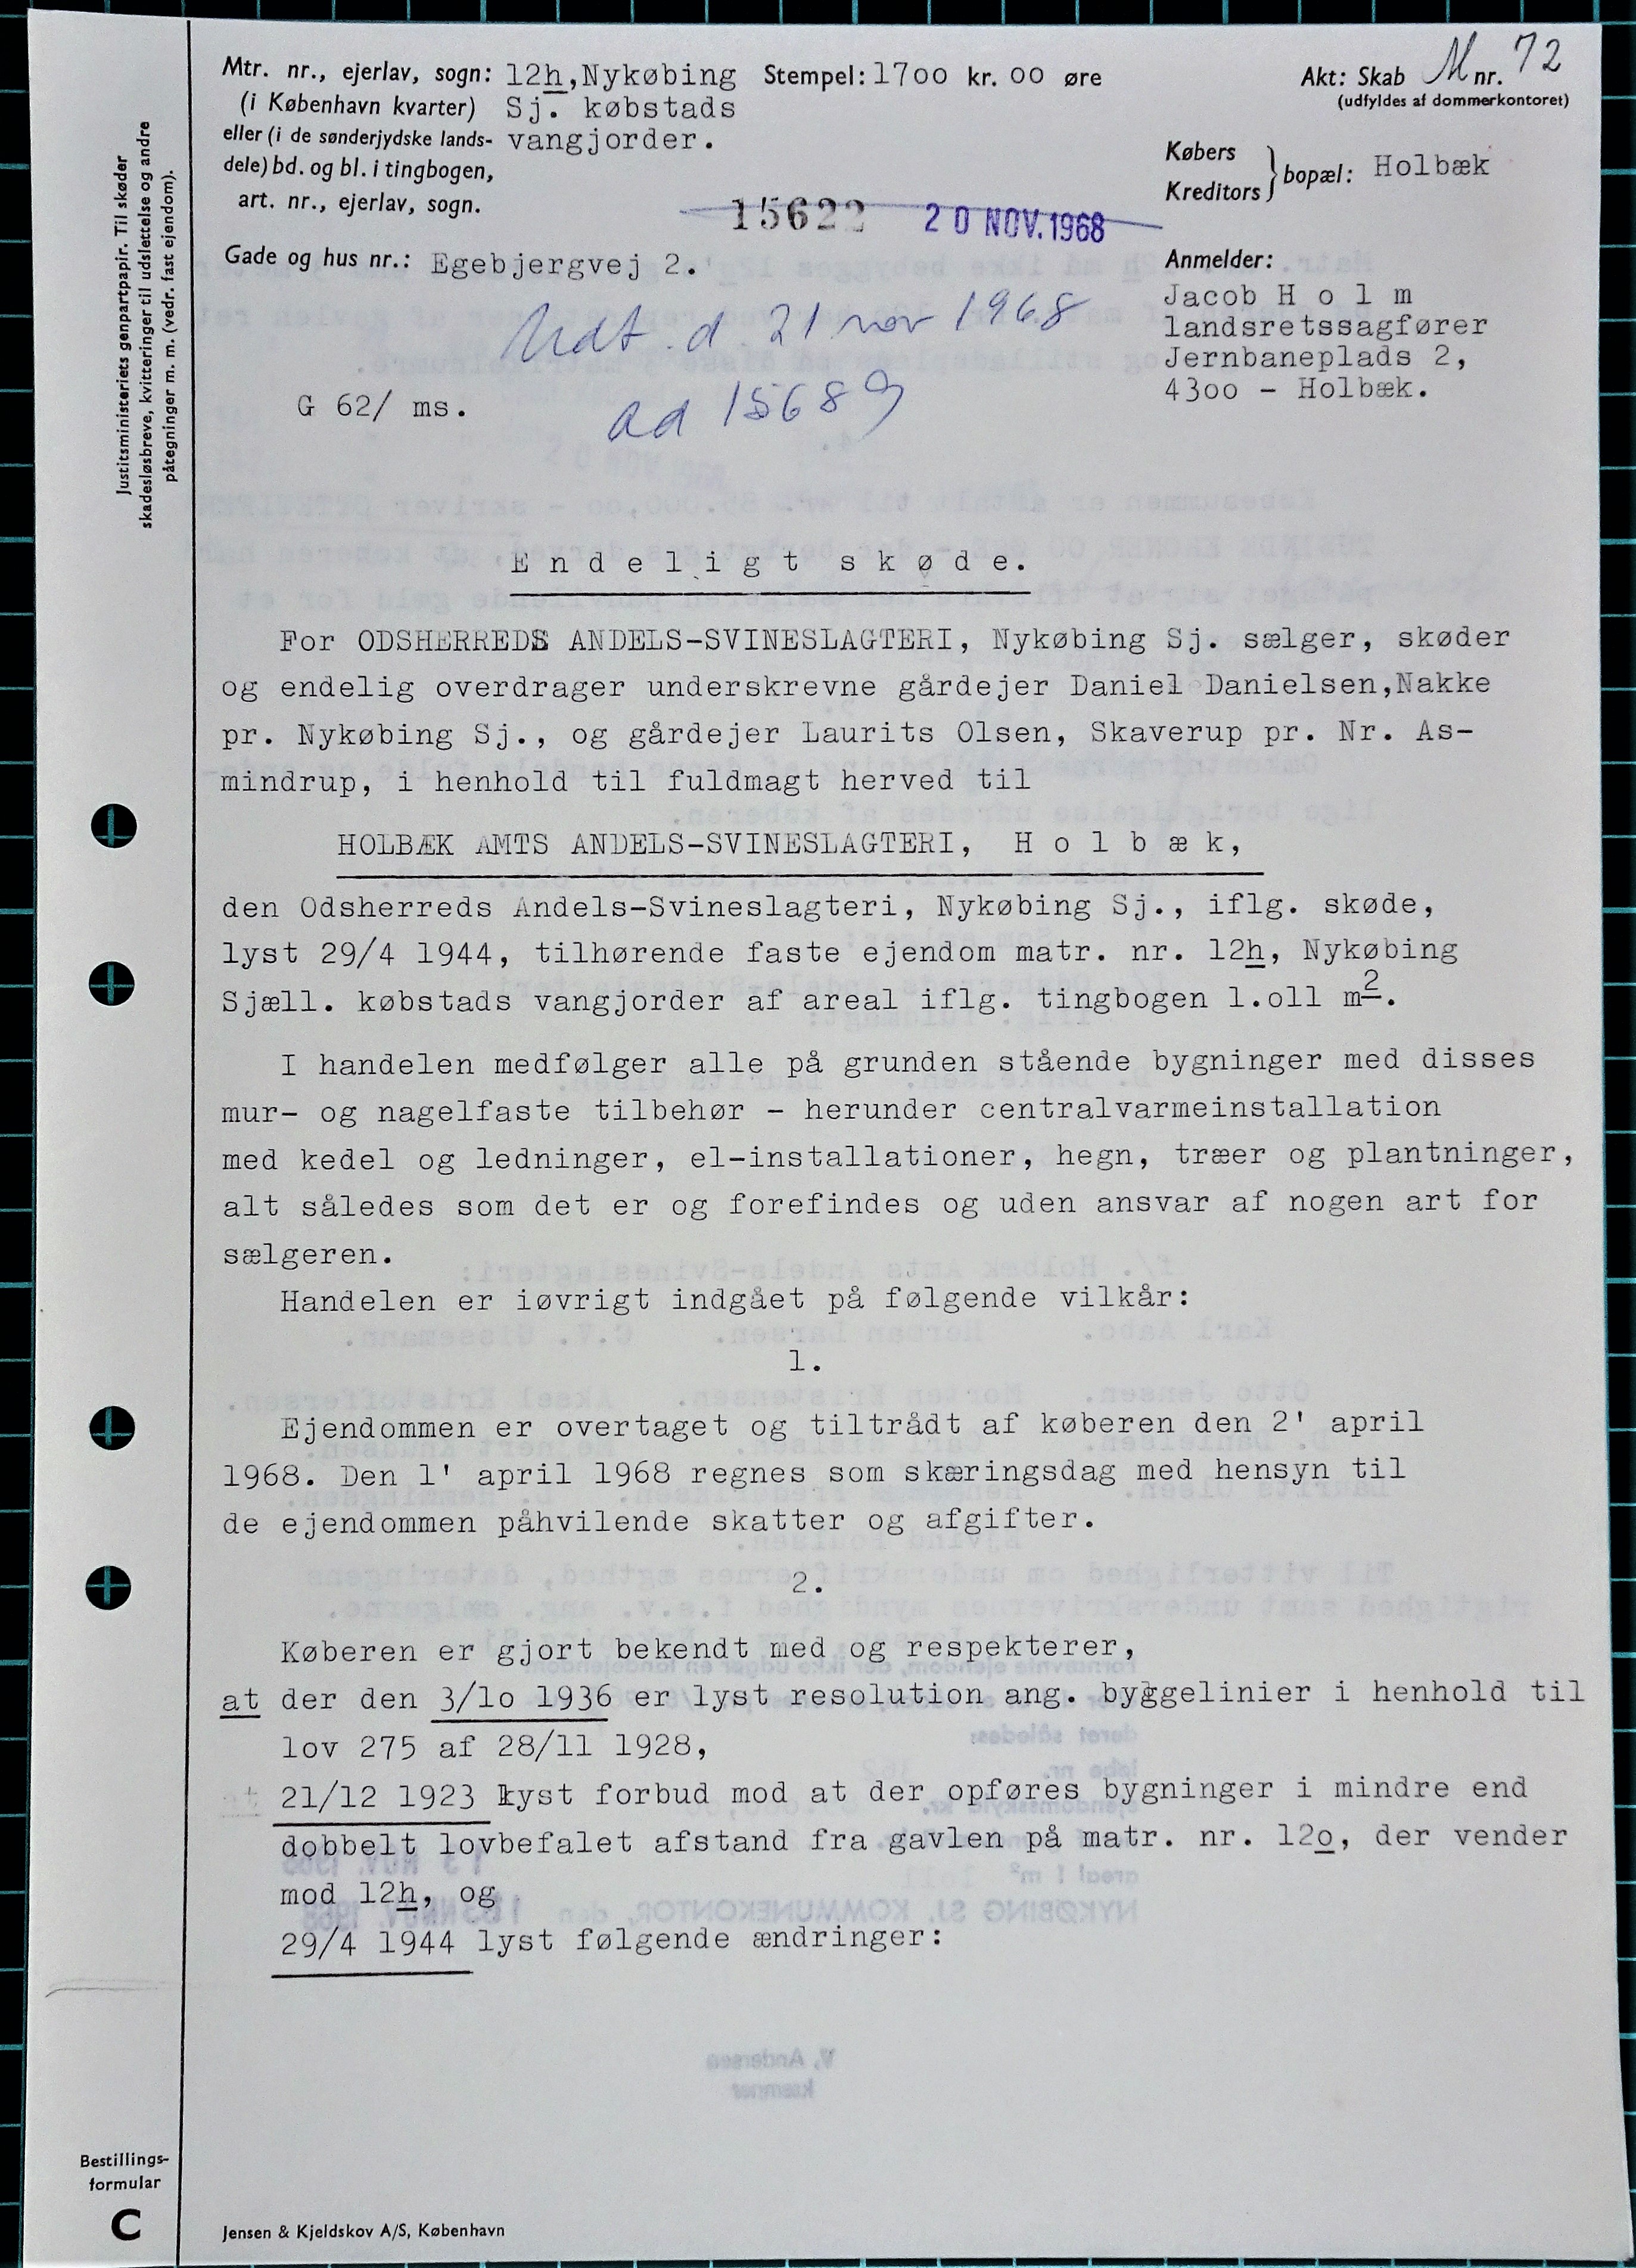 Mtr. nr., ejerlav, sogn: 12h, Nykøbing Stempel: 1700 kr. 00 øre
(i København kvarter) Sj. købstads
eller (i de sønderjydske lands- vangjorder.
dele) bd. og bl. i tingbogen,
art. nr., ejerlav, sogn.
Akt: Skab M nr. 72
(udfyldes af dommerkontoret)
Købers
Kreditors } bopæl: Holbæk
15622 20 NOV. 1968
Gade og hus nr.: Egebjergvej 2.
Anmelder:
Jacob H o l m
landsretssagfører
Jernbaneplads 2,
4300 - Holbæk.
Udt. d. 21 nov 1968
ad 15689
G 62/ ms.
Justitsministeriets genpartpapir. Til skøder
skadesløsbreve, kvitteringer til udslettelse og andre
påtegninger m. m. (vedr. fast ejendom).
E n d e l i g t s k ø d e.
For ODSHERREDS ANDELS-SVINESLAGTERI, Nykøbing Sj. sælger, skøder
og endelig overdrager underskrevne gårdejer Daniel Danielsen,Nakke
pr. Nykøbing Sj., og gårdejer Laurits Olsen, Skaverup pr. Nr. As-
mindrup, i henhold til fuldmagt herved til
HOLBÆK AMTS ANDELS-SVINESLAGTERI, H o l b æ k,
den Odsherreds Andels-Svineslagteri, Nykøbing Sj., iflg. skøde,
lyst 29/4 1944, tilhørende faste ejendom matr. nr. 12h, Nykøbing
Sjæll. købstads vangjorder af areal iflg. tingbogen 1.011 m2.
I handelen medfølger alle på grunden stående bygninger med disses
mur- og nagelfaste tilbehør - herunder centralvarmeinstallation
med kedel og ledninger, el-installationer, hegn, træer og plantninger,
alt således som det er og forefindes og uden ansvar af nogen art for
sælgeren.
Handelen er iøvrigt indgået på følgende vilkår:
1.
Ejendommen er overtaget og tiltrådt af køberen den 2' april
1968. Den 1' april 1968 regnes som skæringsdag med hensyn til
de ejendommen påhvilende skatter og afgifter.
2.
Køberen er gjort bekendt med og respekterer,
at der den 3/10 1936 er lyst resolution ang. byggelinier i henhold til
lov 275 af 28/11 1928,
21/12 1923 lyst forbud mod at der opføres bygninger i mindre end
dobbelt lovbefalet afstand fra gavlen på matr. nr. 12o, der vender
mod 12h, og
29/4 1944 lyst følgende ændringer:
Bestillings-
formular
C
Jensen & Kjeldskov A/S, København